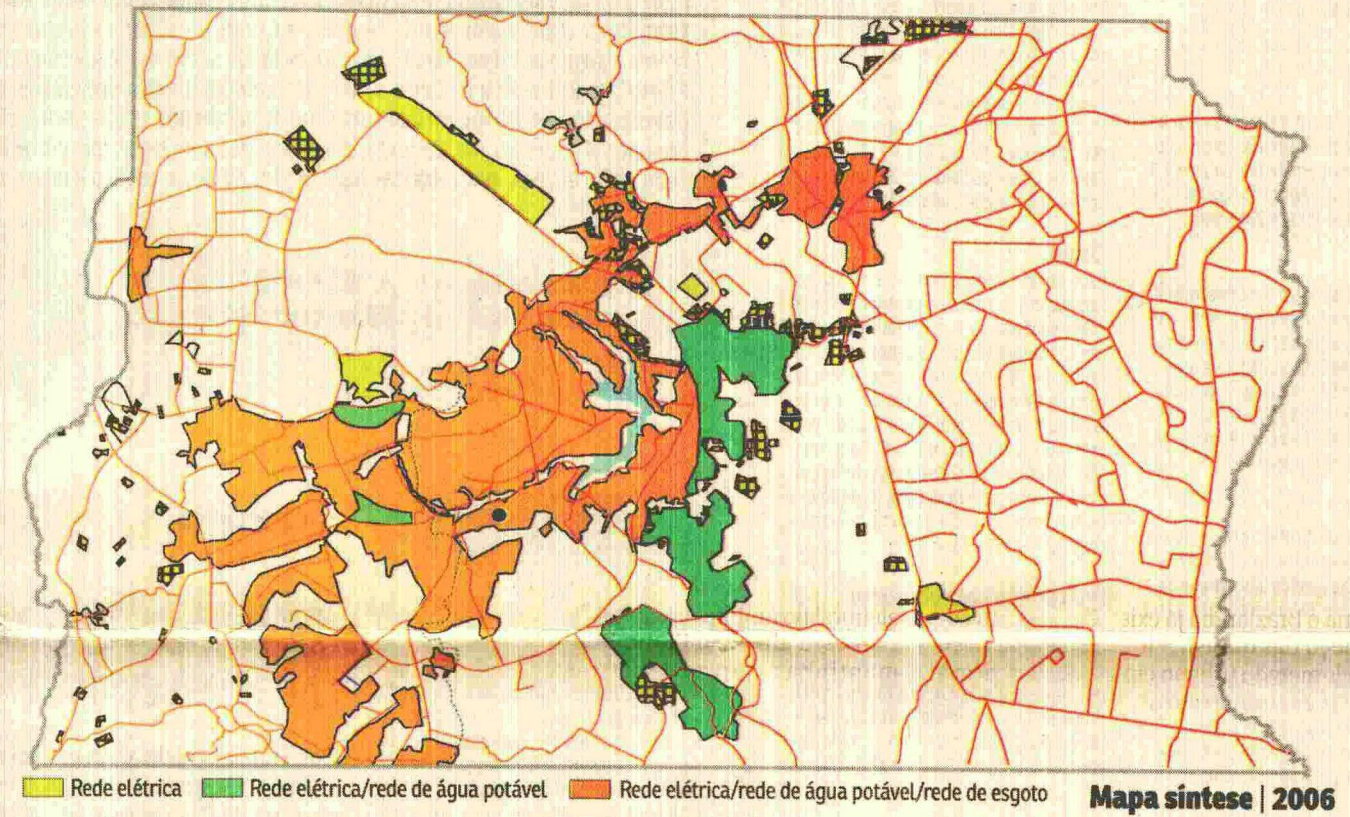 Rede elétrica
Rede elétrica/rede de água potável
Rede elétrica/rede de água potável/rede de esgoto
Mapa síntese | 2006